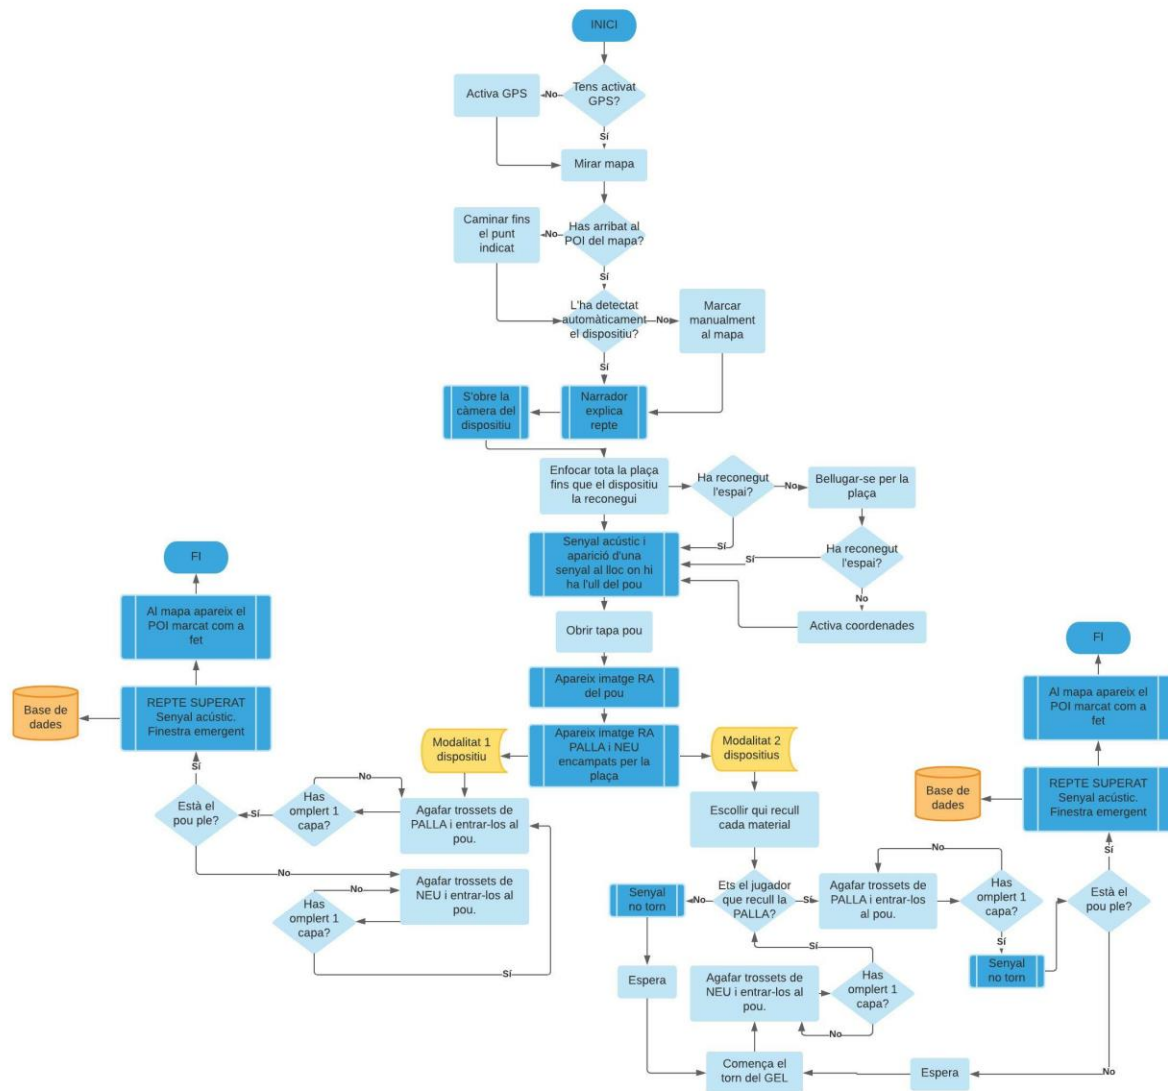 INICI
Tens activat
GPS?
No
Activa GPS
Sí
Mirar mapa
Has arribat al
POI del mapa?
No
Caminar fins
el punt
indicat
Sí
L'ha detectat
automàticament
el dispositiu?
No
Marcar
manualment
al mapa
Sí
Narrador
explica
repte
S'obre la
càmera del
dispositiu
Enfocar tota la plaça
fins que el dispositiu
la reconegui
Ha reconegut
l'espai?
No
Bellugar-se per la
plaça
Sí
Ha reconegut
l'espai?
Sí
No
Activa coordenades
Senyal acústic i
aparició d'una
senyal al lloc on hi
ha l'ull del pou
Obrir tapa pou
Apareix imatge RA
del pou
Apareix imatge RA
PALLA i NEU
encampats per la
plaça
Modalitat 1
dispositiu
Agafar trossets de
PALLA i entrar-los al
pou.
Has
omplert 1
capa?
No
Sí
Està el
pou ple?
Sí
No
Agafar trossets de
NEU i entrar-los al
pou.
Has
omplert 1
capa?
No
Sí
REPTE SUPERAT
Senyal acústic.
Finestra emergent
Base de
dades
Al mapa apareix el
POI marcat com a
fet
FI
Modalitat 2
dispositius
Escollir qui recull
cada material
Ets el jugador
que recull la
PALLA?
No
Senyal
no torn
Espera
Sí
Agafar trossets de
PALLA i entrar-los
al pou.
Has
omplert 1
capa?
No
Sí
Senyal
no torn
Està el
pou ple?
Sí
No
Espera
Comença el
torn del GEL
Agafar trossets de
NEU i entrar-los al
pou.
Has
omplert 1
capa?
No
Sí
REPTE SUPERAT
Senyal acústic.
Finestra emergent
Base de
dades
Al mapa apareix el
POI marcat com a
fet
FI